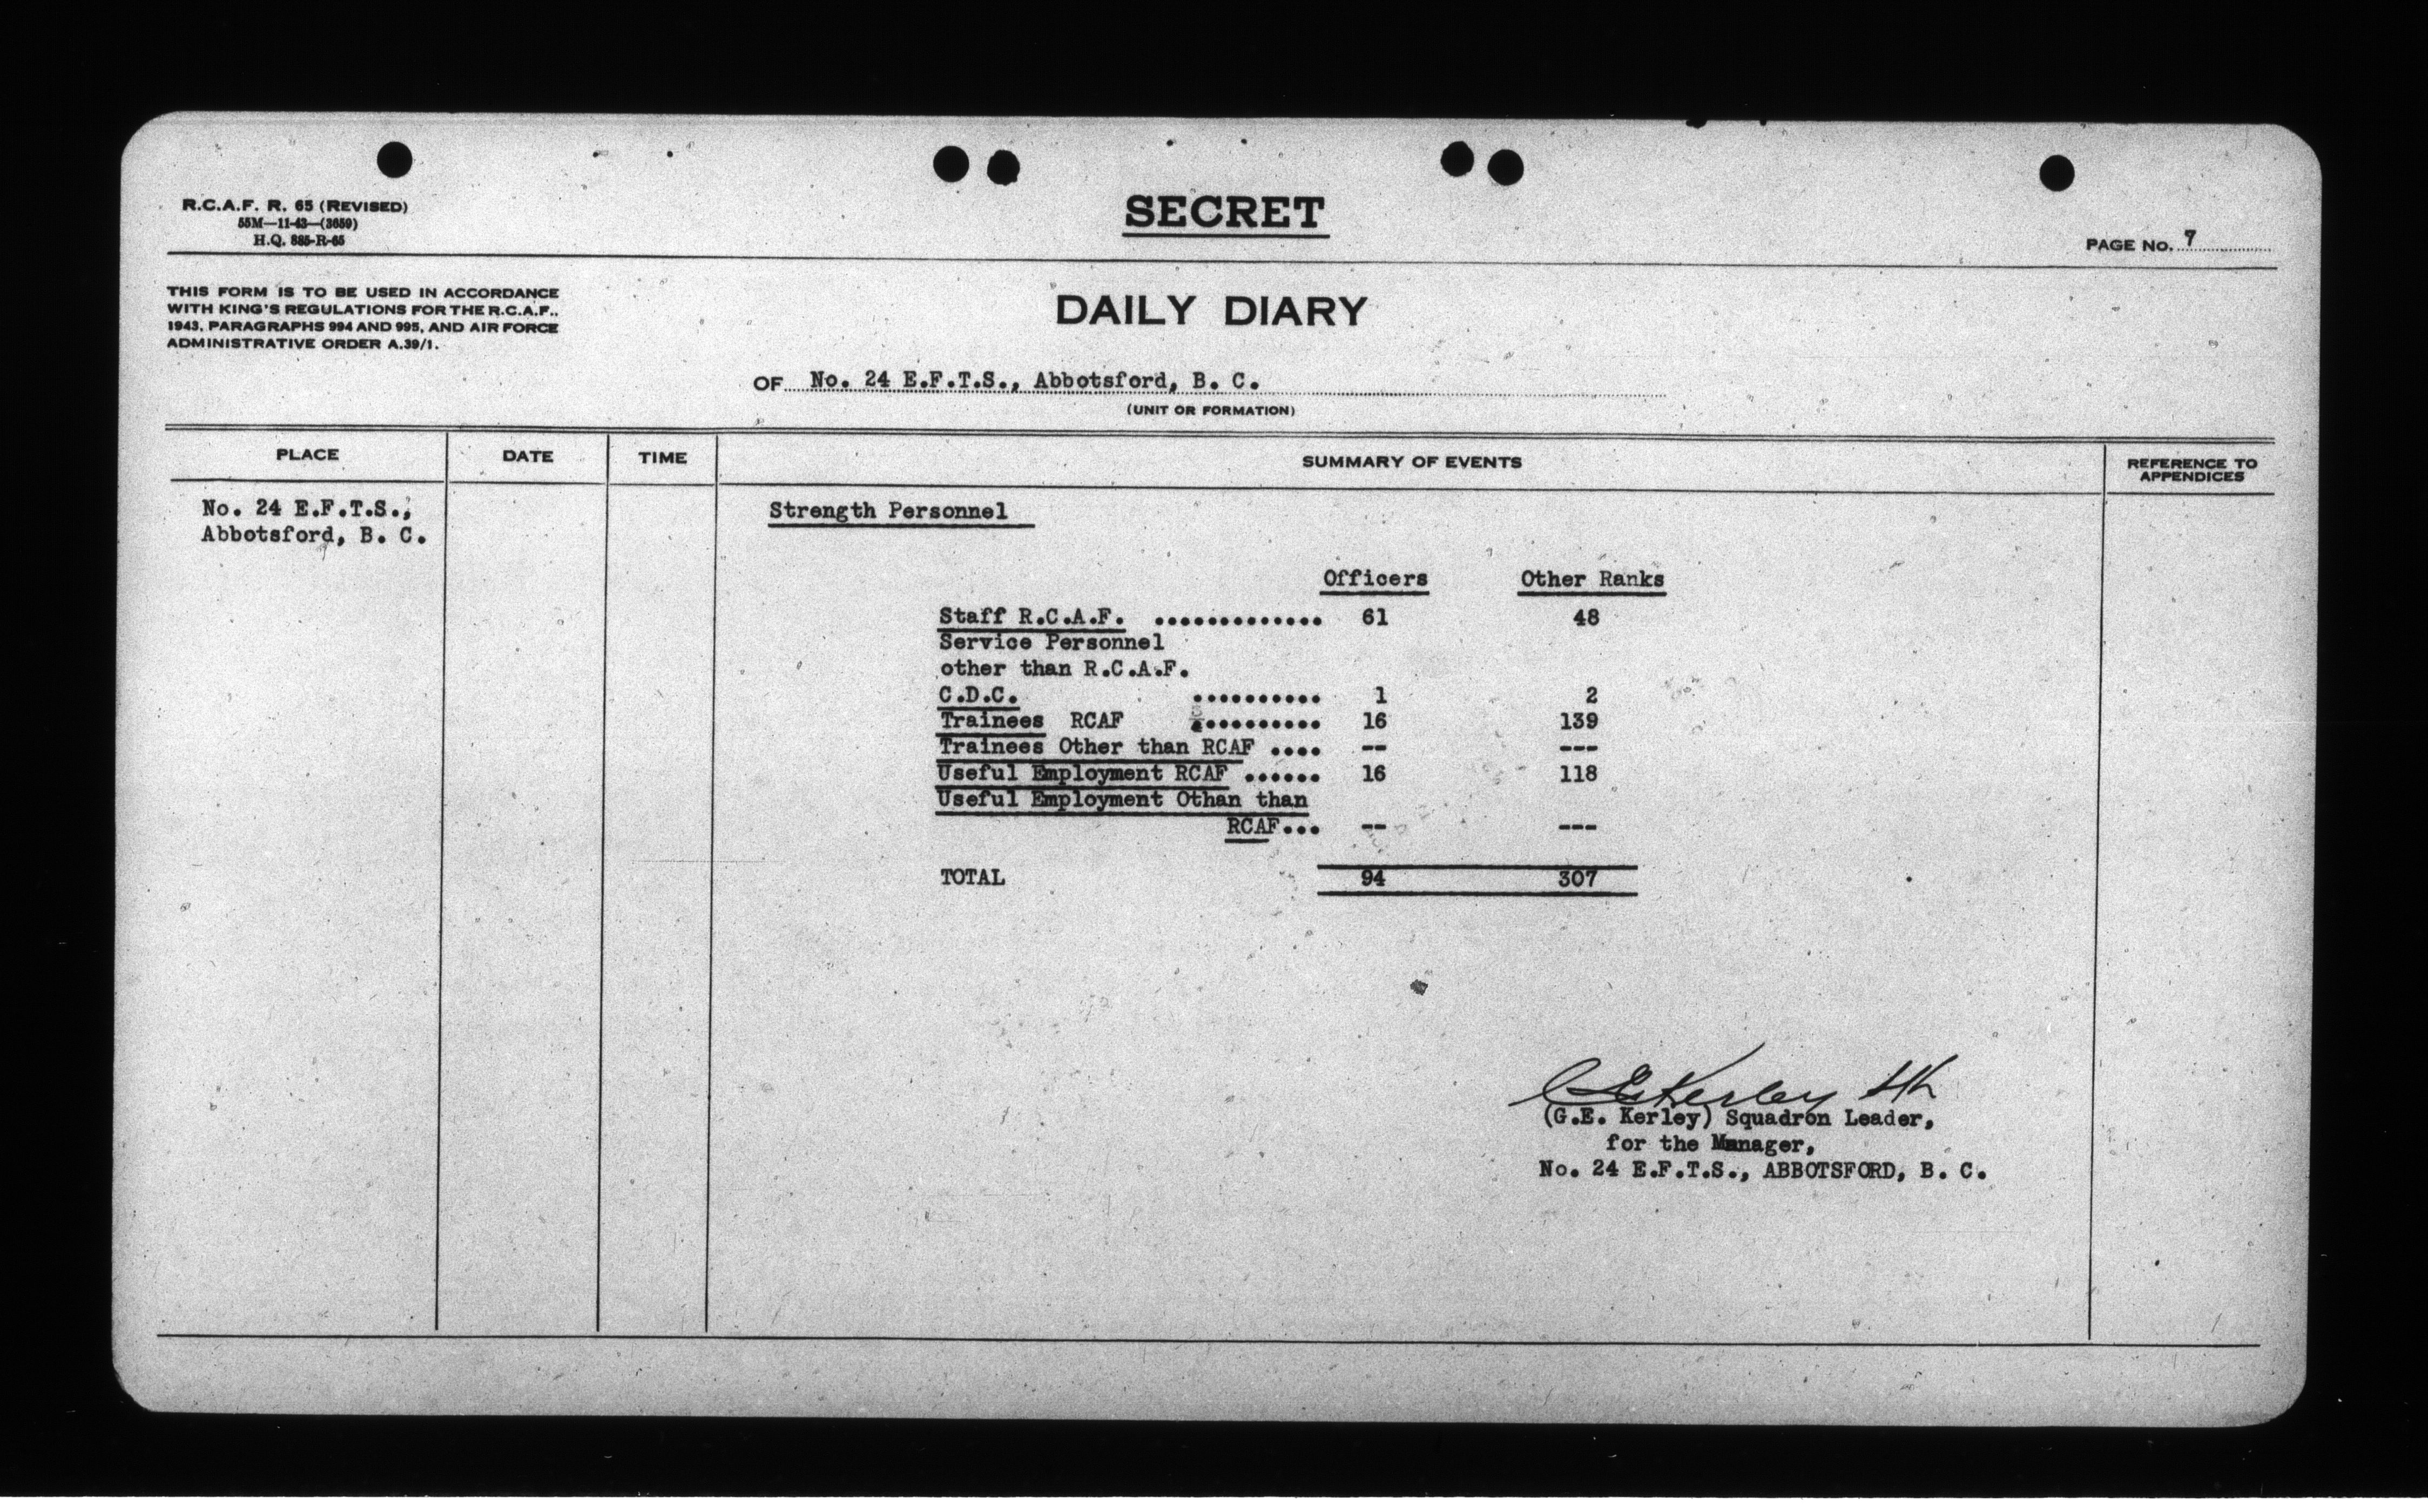 R.C.A.F. R. 65 (REVISED)
55M—11-43—(3659)
H.Q. 885-R-65
SECRET
PAGE No. 7
THIS FORM IS TO BE USED IN ACCORDANCE
WITH KING'S REGULATIONS FOR THE R.C.A.F.,
1943, PARAGRAPHS 994 AND 995, AND AIR FORCE
ADMINISTRATIVE ORDER A.39/1.
DAILY DIARY
OF No. 24 E.F.T.S., Abbotsford, B. C.
(UNIT OR FORMATION)
PLACE DATE TIME SUMMARY OF EVENTS REFERENCE TO APPENDICES
No. 24 E.F.T.S.,
Abbotsford, B. C.
Strength Personnel
Officers Other Ranks
Staff R.C.A.F. ............. 61 48
Service Personnel
other than R.C.A.F.
C.D.C. .......... 1 2
Trainees RCAF .......... 16 139
Trainees Other than RCAF .... -- ---
Useful Employment RCAF ...... 16 118
Useful Employment Othan than
RCAF... -- ---
TOTAL 94 307
G E Kerley S/L
(G.E. Kerley) Squadron Leader,
for the Manager,
No. 24 E.F.T.S., ABBOTSFORD, B. C.